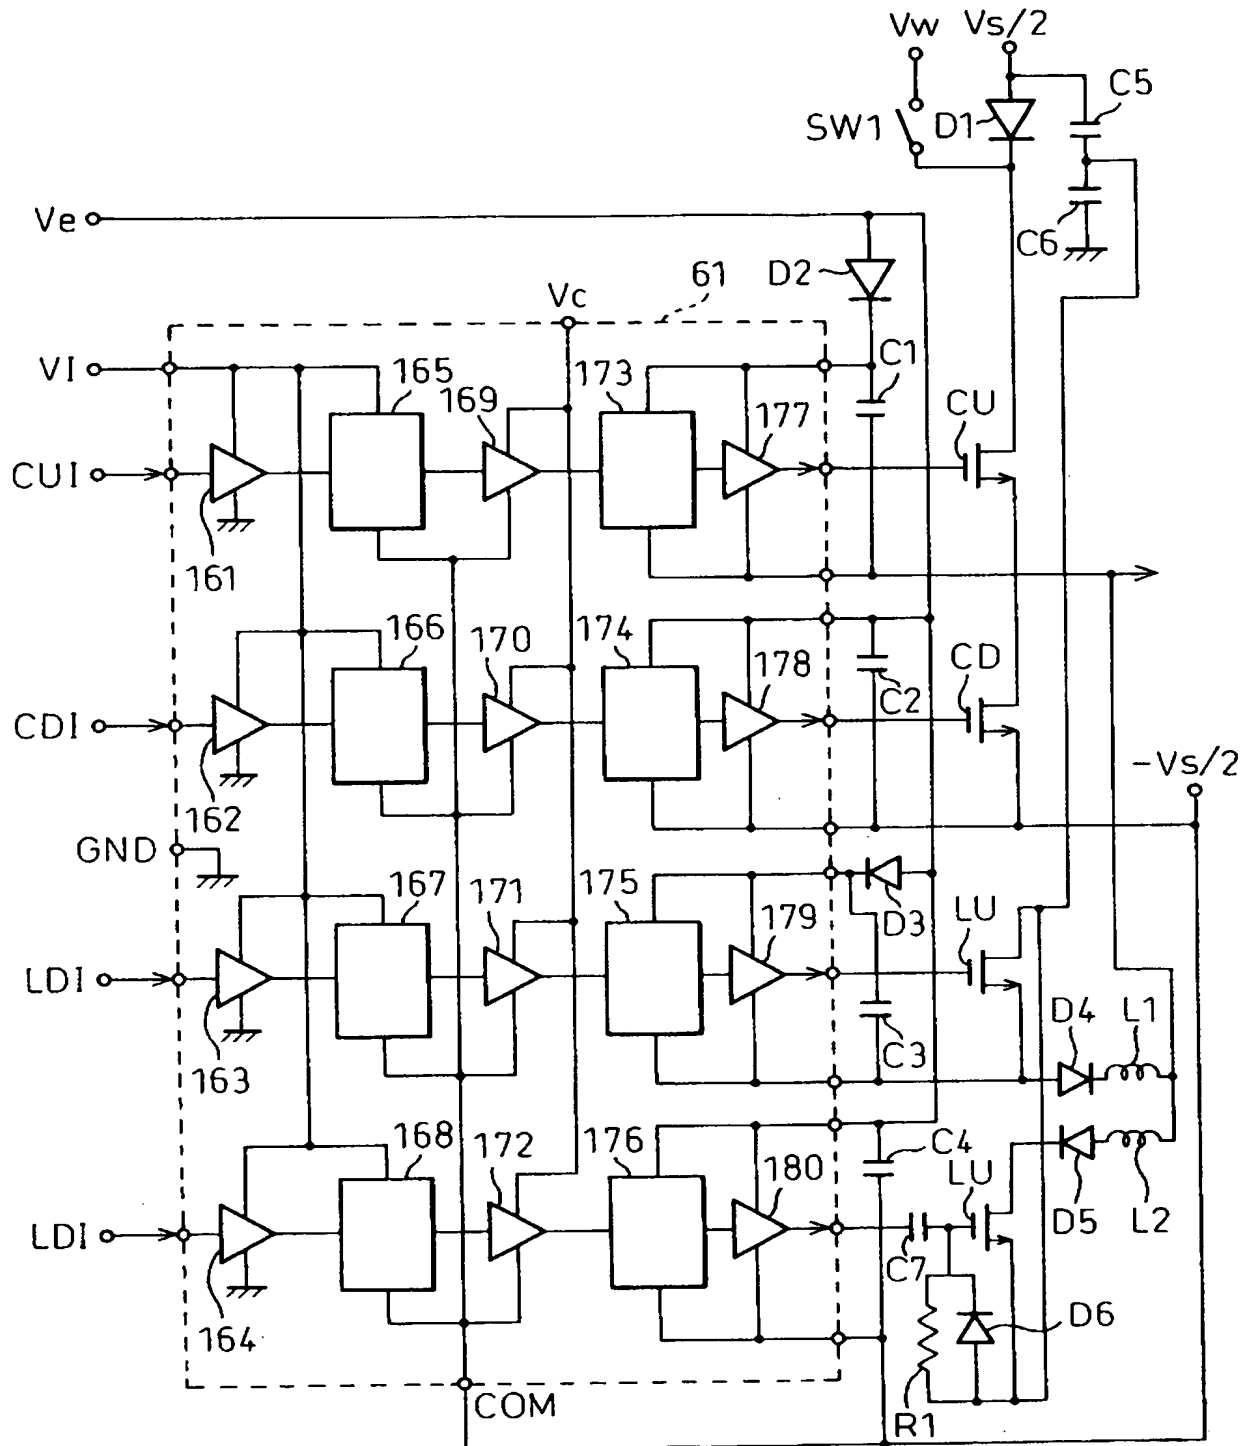 Vw Vs/2
C5
SW1 D1
Ve
C6
D2
61
Vc
VI
165
173
C1
169
177
CU
CUI
161
166
170
174
178
CD
C2
CDI
-Vs/2
162
GND
167
171
175
D3
LU
179
LDI
D4 L1
C3
163
168
172
176
C4
180
LU
D5 L2
LDI
C7
164
D6
COM
R1